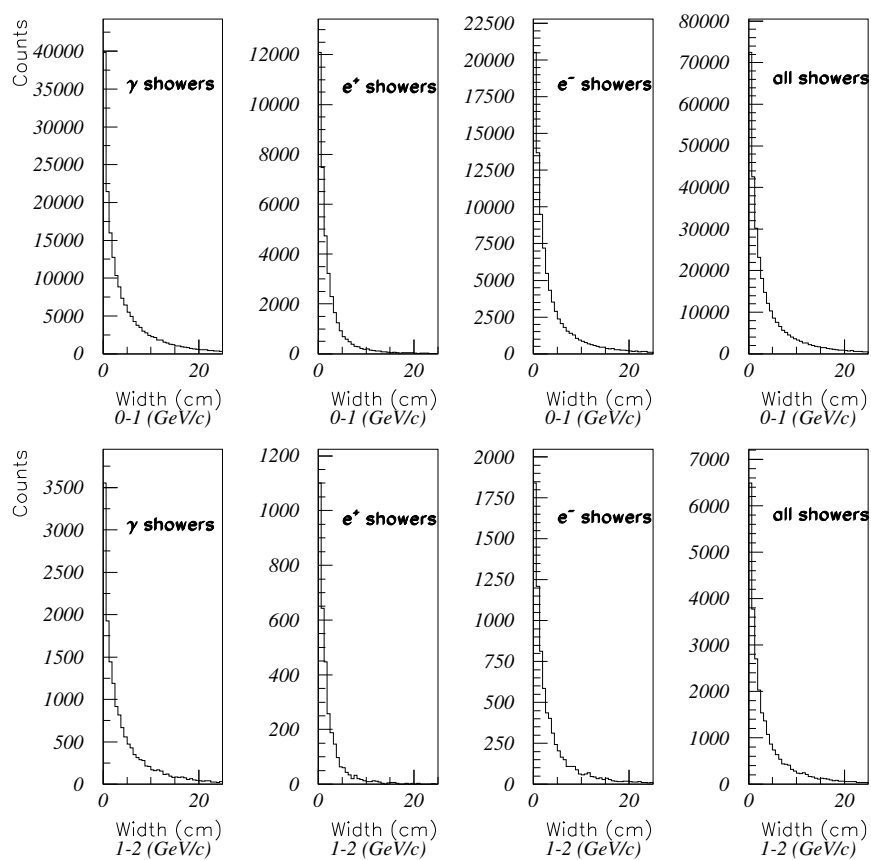 Counts
40000
35000
30000
25000
20000
15000
10000
5000
0
γ showers
0 20
Width (cm)
0-1 (GeV/c)
12000
10000
8000
6000
4000
2000
0
e+ showers
0 20
Width (cm)
0-1 (GeV/c)
22500
20000
17500
15000
12500
10000
7500
5000
2500
0
e- showers
0 20
Width (cm)
0-1 (GeV/c)
80000
70000
60000
50000
40000
30000
20000
10000
0
all showers
0 20
Width (cm)
0-1 (GeV/c)
Counts
3500
3000
2500
2000
1500
1000
500
0
γ showers
0 20
Width (cm)
1-2 (GeV/c)
1200
1000
800
600
400
200
0
e+ showers
0 20
Width (cm)
1-2 (GeV/c)
2000
1750
1500
1250
1000
750
500
250
0
e- showers
0 20
Width (cm)
1-2 (GeV/c)
7000
6000
5000
4000
3000
2000
1000
0
all showers
0 20
Width (cm)
1-2 (GeV/c)